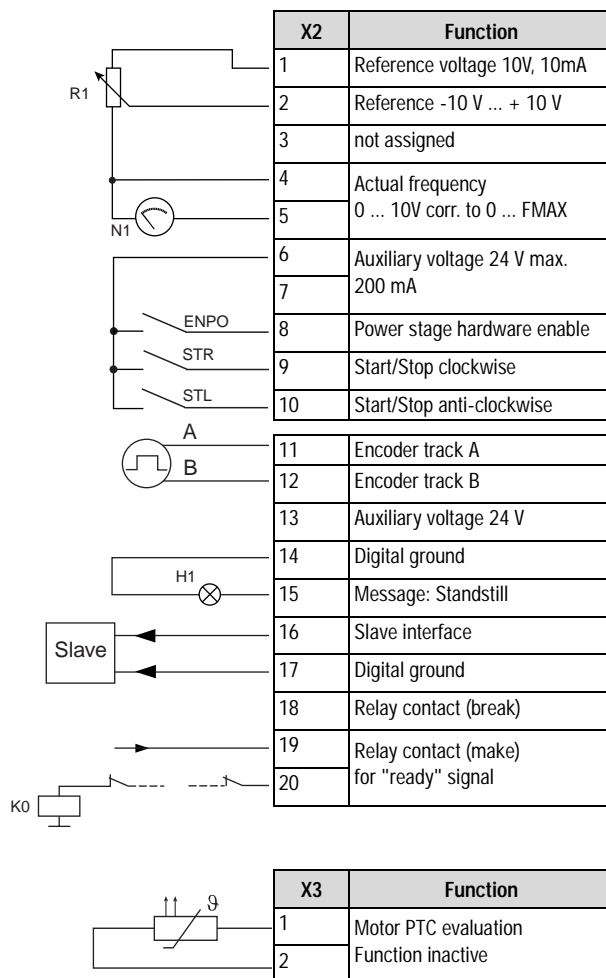 X2 Function
R1
1 Reference voltage 10V, 10mA
2 Reference -10 V ... + 10 V
3 not assigned
4 Actual frequency
0 ... 10V corr. to 0 ... FMAX
5
N1
6 Auxiliary voltage 24 V max.
200 mA
7
ENPO 8 Power stage hardware enable
STR 9 Start/Stop clockwise
STL 10 Start/Stop anti-clockwise
A 11 Encoder track A
B 12 Encoder track B
13 Auxiliary voltage 24 V
14 Digital ground
H1 15 Message: Standstill
Slave 16 Slave interface
17 Digital ground
18 Relay contact (break)
19 Relay contact (make)
for "ready" signal
20
K0
X3 Function
ϑ
1 Motor PTC evaluation
Function inactive
2